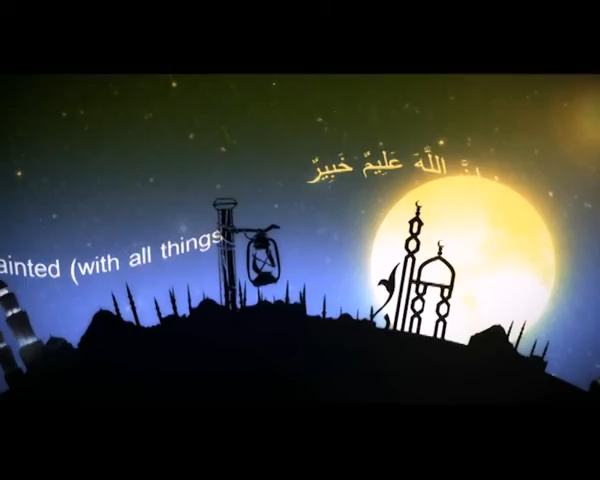 اللَّهَ عَلِيمٌ خَبِيرٌ
ainted (with all things